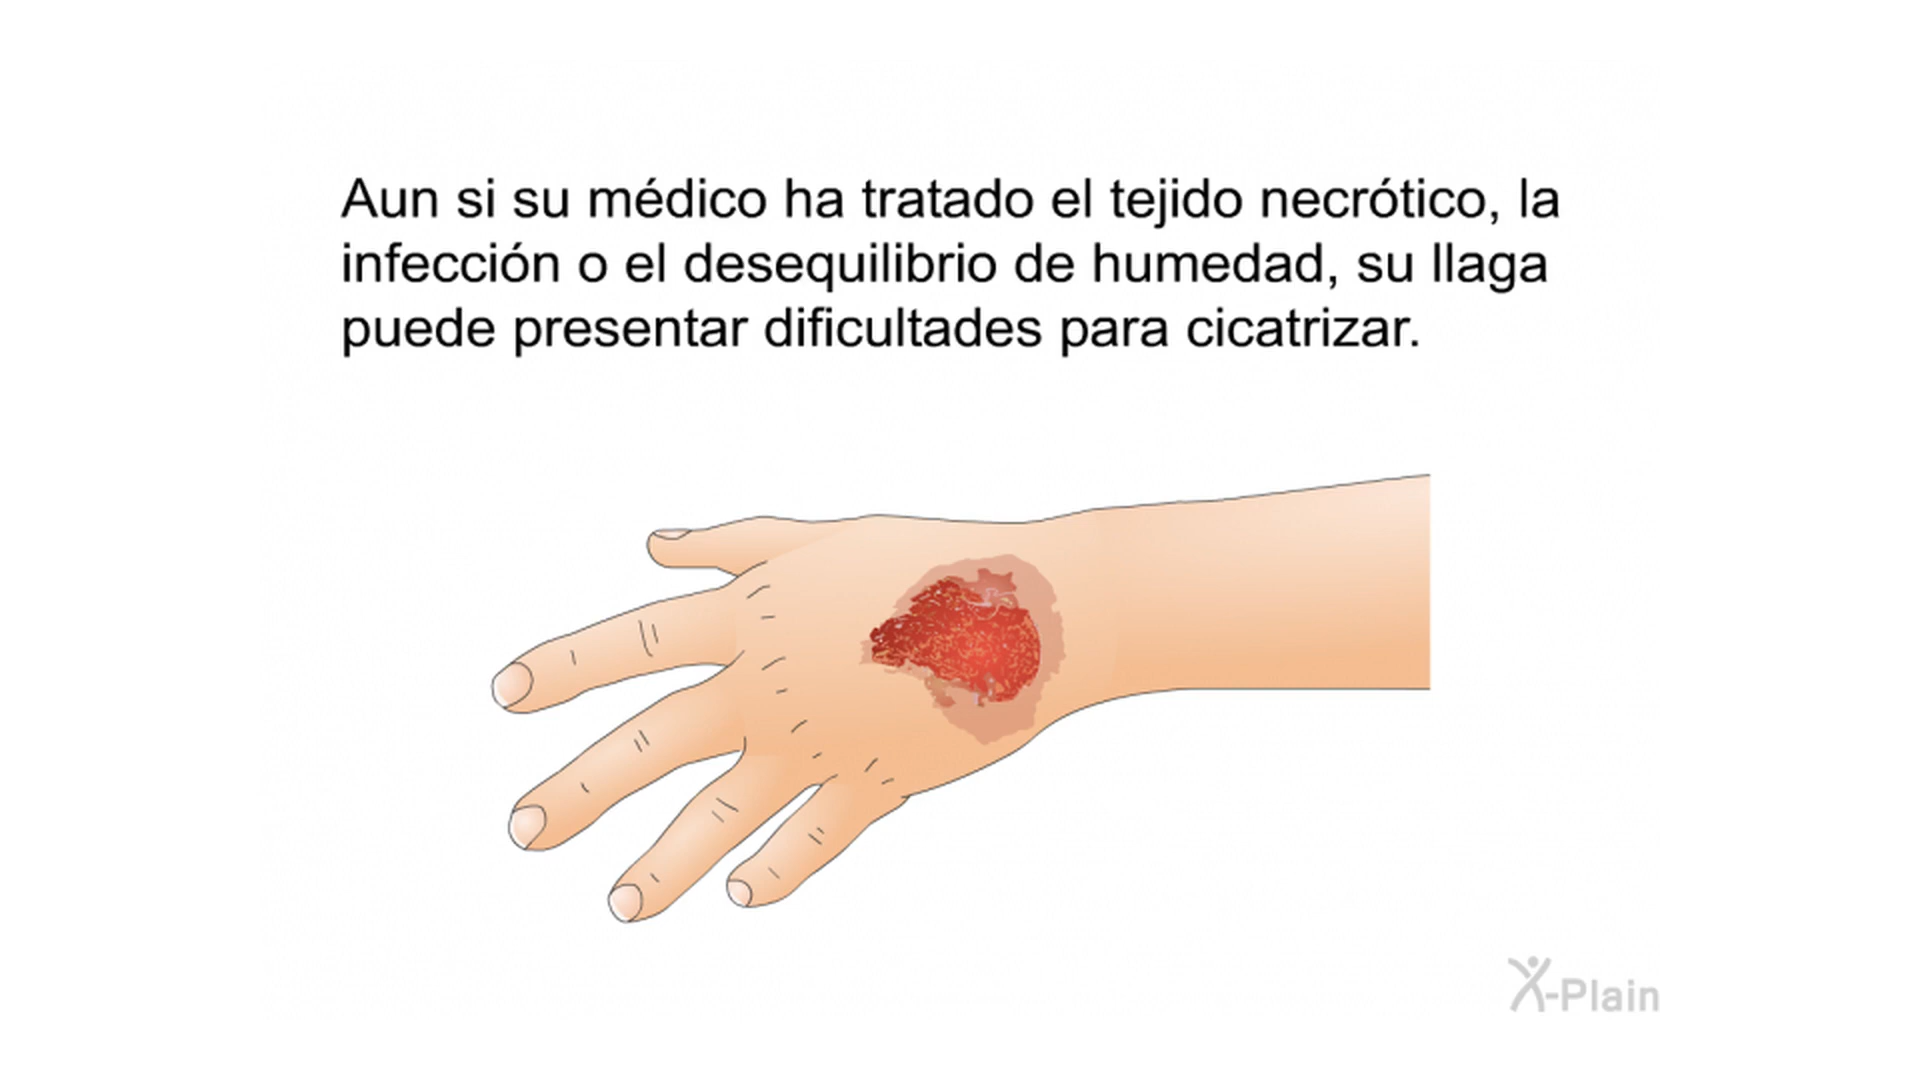 Aun si su médico ha tratado el tejido necrótico, la
infección o el desequilibrio de humedad, su llaga
puede presentar dificultades para cicatrizar.
X-Plain